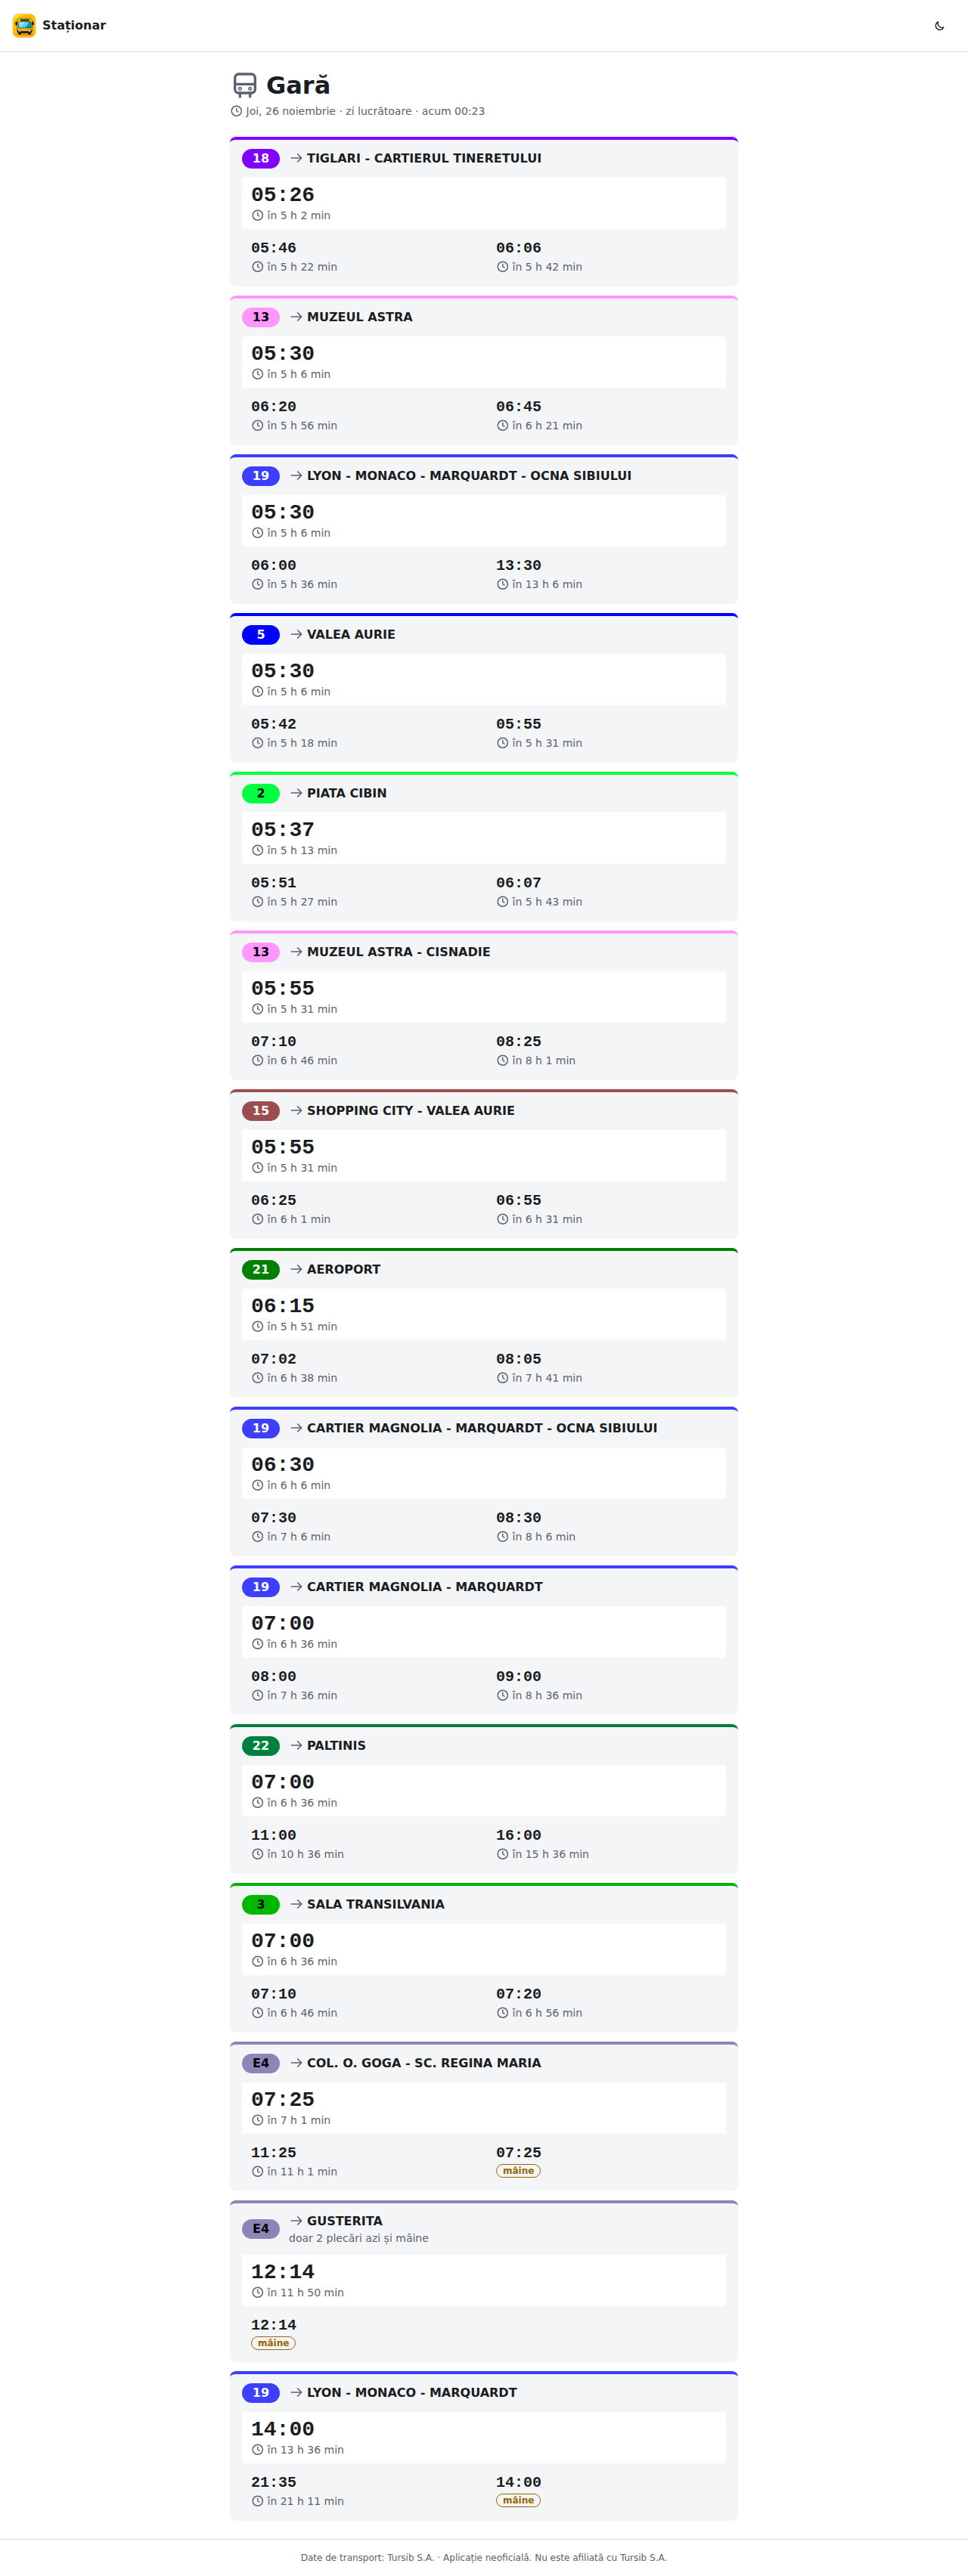 Staționar
Gară
Joi, 26 noiembrie · zi lucrătoare · acum 00:23
18 → TIGLARI - CARTIERUL TINERETULUI
05:26
în 5 h 2 min
05:46 06:06
în 5 h 22 min în 5 h 42 min
13 → MUZEUL ASTRA
05:30
în 5 h 6 min
06:20 06:45
în 5 h 56 min în 6 h 21 min
19 → LYON - MONACO - MARQUARDT - OCNA SIBIULUI
05:30
în 5 h 6 min
06:00 13:30
în 5 h 36 min în 13 h 6 min
5 → VALEA AURIE
05:30
în 5 h 6 min
05:42 05:55
în 5 h 18 min în 5 h 31 min
2 → PIATA CIBIN
05:37
în 5 h 13 min
05:51 06:07
în 5 h 27 min în 5 h 43 min
13 → MUZEUL ASTRA - CISNADIE
05:55
în 5 h 31 min
07:10 08:25
în 6 h 46 min în 8 h 1 min
15 → SHOPPING CITY - VALEA AURIE
05:55
în 5 h 31 min
06:25 06:55
în 6 h 1 min în 6 h 31 min
21 → AEROPORT
06:15
în 5 h 51 min
07:02 08:05
în 6 h 38 min în 7 h 41 min
19 → CARTIER MAGNOLIA - MARQUARDT - OCNA SIBIULUI
06:30
în 6 h 6 min
07:30 08:30
în 7 h 6 min în 8 h 6 min
19 → CARTIER MAGNOLIA - MARQUARDT
07:00
în 6 h 36 min
08:00 09:00
în 7 h 36 min în 8 h 36 min
22 → PALTINIS
07:00
în 6 h 36 min
11:00 16:00
în 10 h 36 min în 15 h 36 min
3 → SALA TRANSILVANIA
07:00
în 6 h 36 min
07:10 07:20
în 6 h 46 min în 6 h 56 min
E4 → COL. O. GOGA - SC. REGINA MARIA
07:25
în 7 h 1 min
11:25 07:25
în 11 h 1 min mâine
E4 → GUSTERITA
doar 2 plecări azi și mâine
12:14
în 11 h 50 min
12:14
mâine
19 → LYON - MONACO - MARQUARDT
14:00
în 13 h 36 min
21:35 14:00
în 21 h 11 min mâine
Date de transport: Tursib S.A. · Aplicație neoficială. Nu este afiliată cu Tursib S.A.